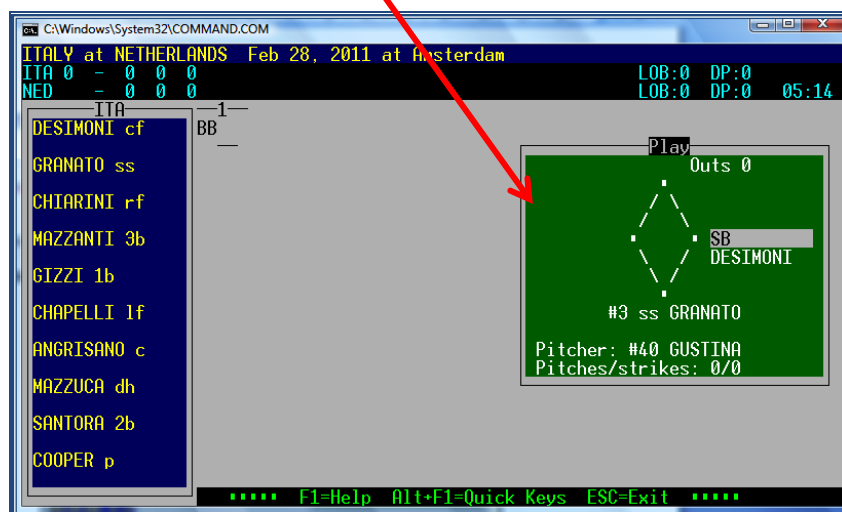 C:\Windows\System32\COMMAND.COM
ITALY at NETHERLANDS Feb 28, 2011 at Amsterdam
ITA 0 - 0 0 0 LOB:0 DP:0
NED - 0 0 0 LOB:0 DP:0 05:14
ITA 1
DESIMONI cf BB
GRANATO ss
CHIARINI rf
MAZZANTI 3b
GIZZI 1b
CHAPELLI lf
ANGRISANO c
MAZZUCA dh
SANTORA 2b
COOPER p
Play
Outs 0
SB
DESIMONI
#3 ss GRANATO
Pitcher: #40 GUSTINA
Pitches/strikes: 0/0
F1=Help Alt+F1=Quick Keys ESC=Exit